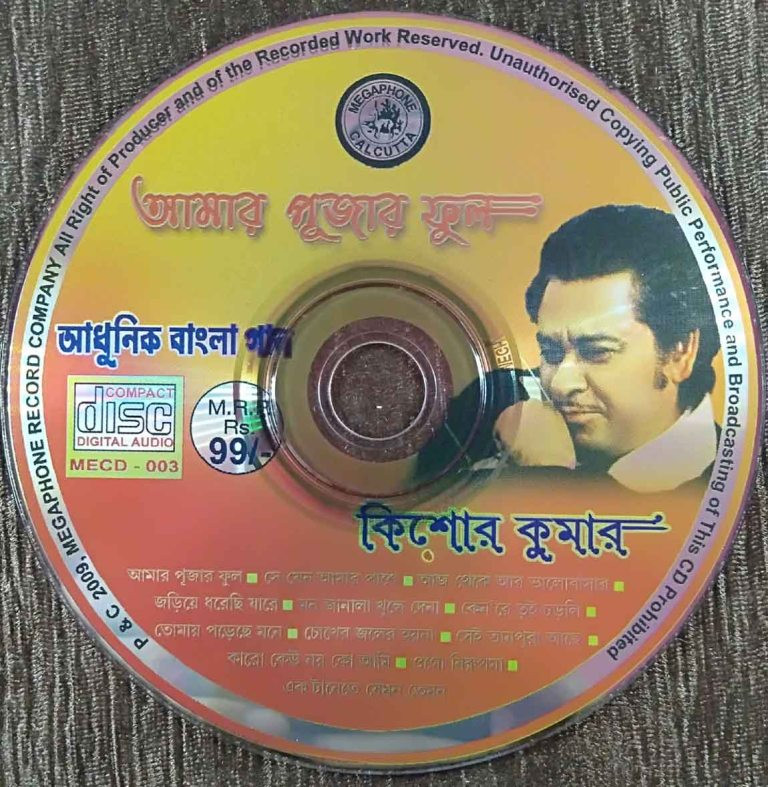 P & C 2009, MEGAPHONE RECORD COMPANY All Right of Producer and of the Recorded Work Reserved. Unauthorised Copying Public Performance and Broadcasting of This CD Prohibited
MEGAPHONE
CALCUTTA
আমার পূজার ফুল
আধুনিক বাংলা গান
COMPACT
disc
DIGITAL AUDIO
MECD - 003
M.R.P
Rs
99/-
কিশোর কুমার
আমার পূজার ফুল ■ সে যেন আমার পাশে ■ আজ থেকে আর ভালোবাসার ■
জড়িয়ে ধরেছি যারে ■ মন জানালা খুলে দেনা ■ কেন রে তুই চড়লি ■
তোমায় পড়েছে মনে ■ চোখের জলের হয়না ■ সেই তানপুরা আছে ■
কারো কেউ নয় কো আমি ■ ওগো নিরুপমা ■
এক টানেতে যেমন তেমন